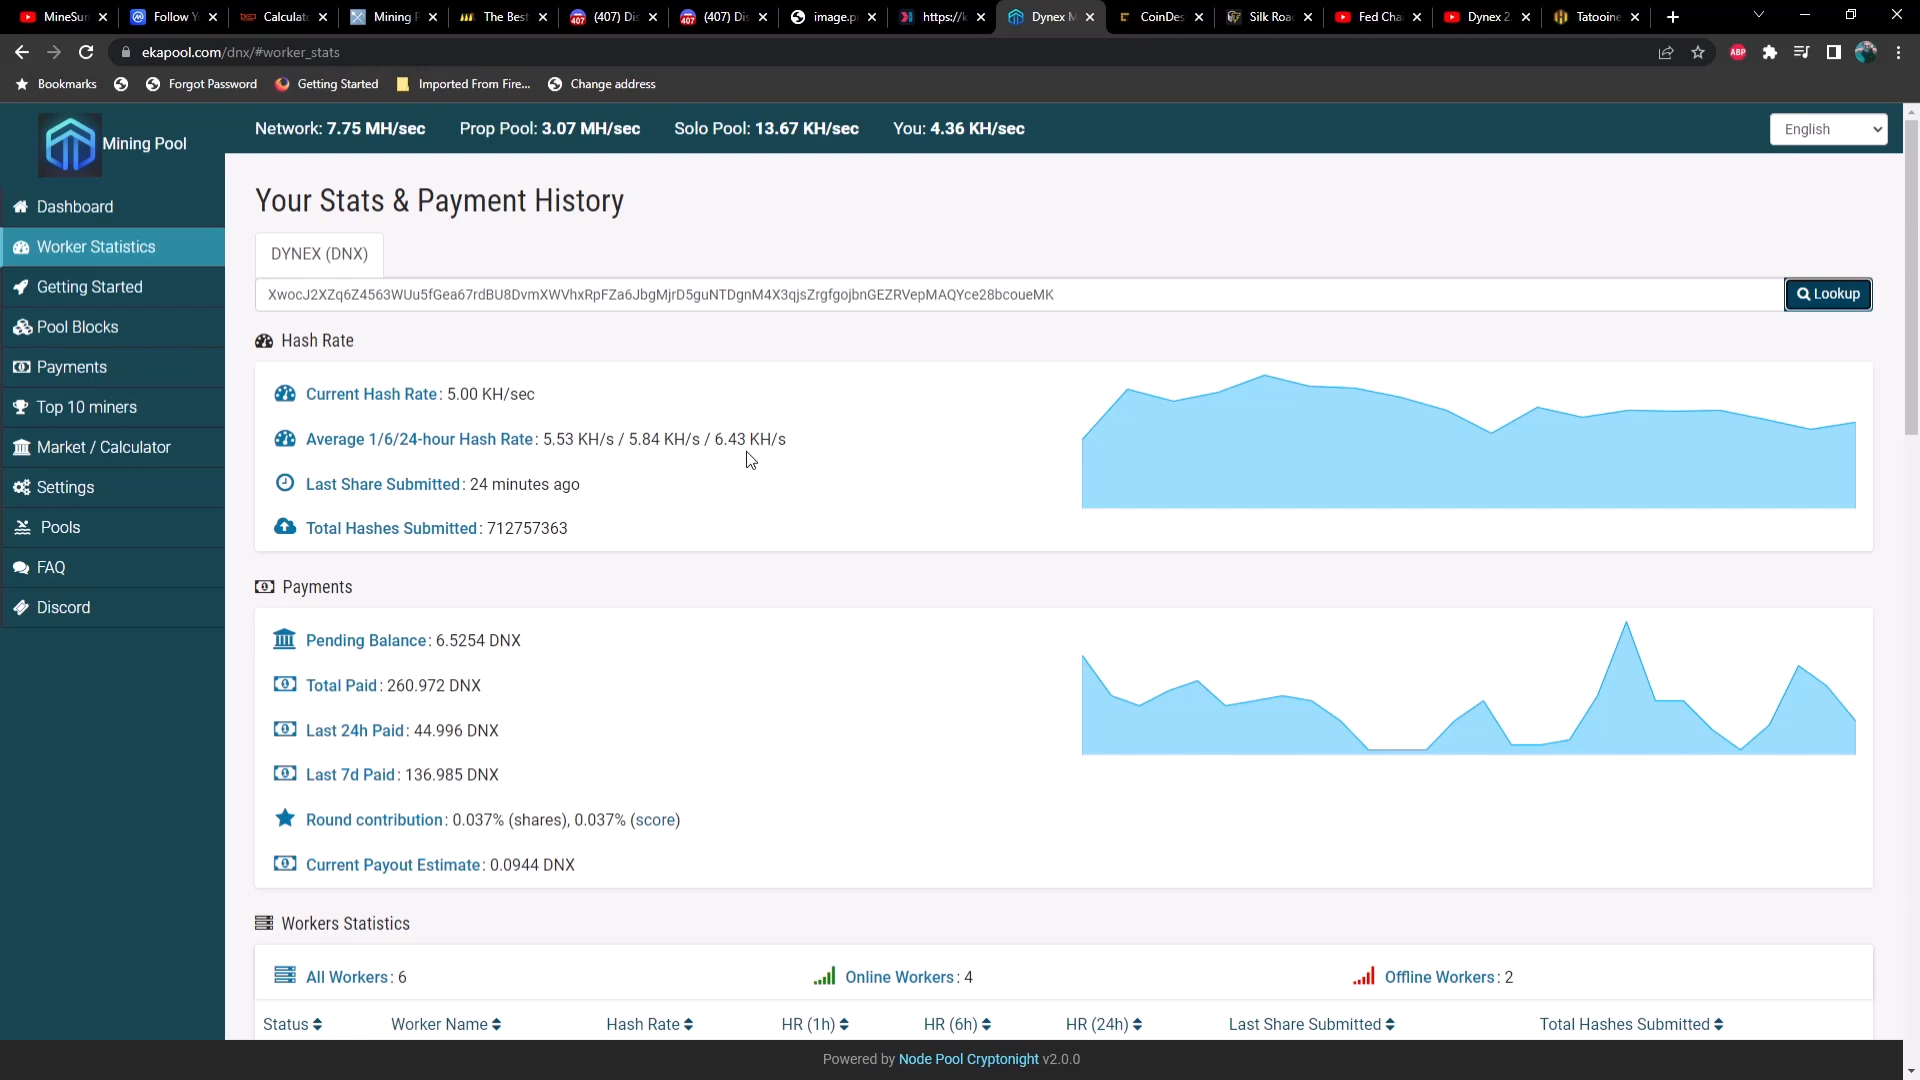 MineSun
Follow Y
Calculat
Mining P
The Best
(407) Dis
(407) Dis
image.p
https://k
Dynex M
CoinDes
Silk Roa
Fed Cha
Dynex 2
Tatooine
ekapool.com/dnx/#worker_stats
ABP
Bookmarks
Forgot Password
Getting Started
Imported From Fire...
Change address
Mining Pool
Network: 7.75 MH/sec
Prop Pool: 3.07 MH/sec
Solo Pool: 13.67 KH/sec
You: 4.36 KH/sec
English
Dashboard
Worker Statistics
Getting Started
Pool Blocks
Payments
Top 10 miners
Market / Calculator
Settings
Pools
FAQ
Discord
Your Stats & Payment History
DYNEX (DNX)
XwocJ2XZq6Z4563WUu5fGea67rdBU8DvmXWVhxRpFZa6JbgMjrD5guNTDgnM4X3qjsZrgfgojbnGEZRVepMAQYce28bcoueMK
Lookup
Hash Rate
Current Hash Rate: 5.00 KH/sec
Average 1/6/24-hour Hash Rate: 5.53 KH/s / 5.84 KH/s / 6.43 KH/s
Last Share Submitted: 24 minutes ago
Total Hashes Submitted: 712757363
Payments
Pending Balance: 6.5254 DNX
Total Paid: 260.972 DNX
Last 24h Paid: 44.996 DNX
Last 7d Paid: 136.985 DNX
Round contribution: 0.037% (shares), 0.037% (score)
Current Payout Estimate: 0.0944 DNX
Workers Statistics
All Workers: 6
Online Workers: 4
Offline Workers: 2
Status
Worker Name
Hash Rate
HR (1h)
HR (6h)
HR (24h)
Last Share Submitted
Total Hashes Submitted
Powered by Node Pool Cryptonight v2.0.0